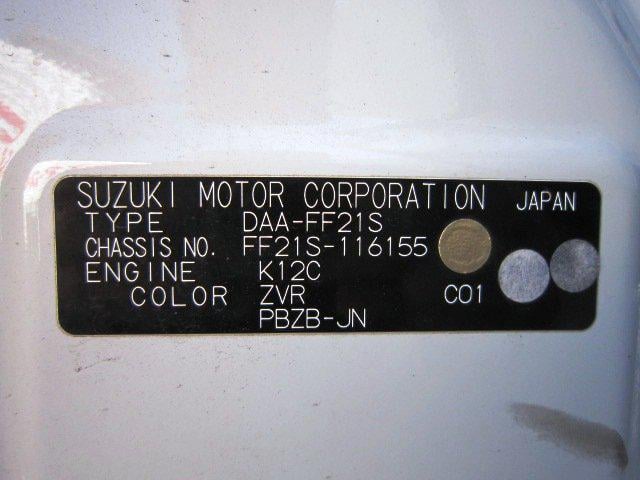 SUZUKI MOTOR CORPORATION JAPAN
TYPE DAA-FF21S
CHASSIS NO. FF21S-116155
ENGINE K12C
COLOR ZVR C01
PBZB-JN